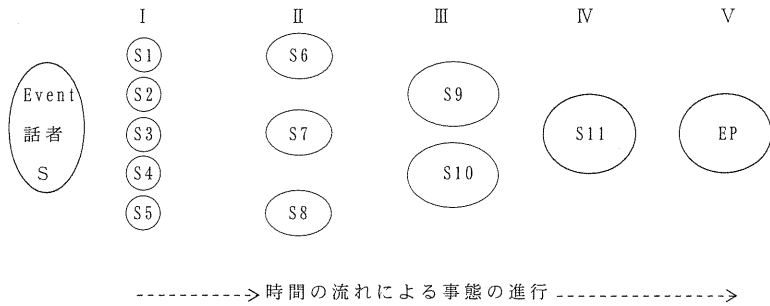 Ⅰ Ⅱ Ⅲ Ⅳ Ⅴ
Event
話者
S
S1
S2
S3
S4
S5
S6
S7
S8
S9
S10
S11
EP
時間の流れによる事態の進行